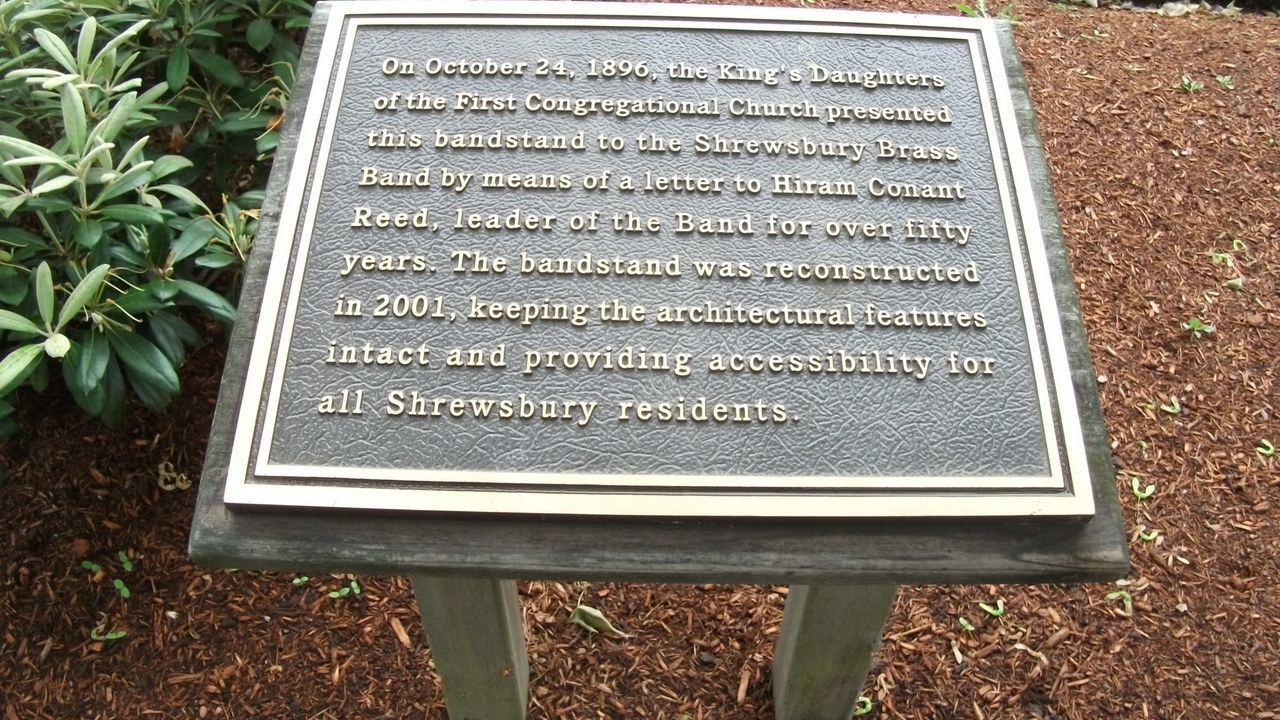 On October 24, 1896, the King's Daughters
of the First Congregational Church presented
this bandstand to the Shrewsbury Brass
Band by means of a letter to Hiram Conant
Reed, leader of the Band for over fifty
years. The bandstand was reconstructed
in 2001, keeping the architectural features
intact and providing accessibility for
all Shrewsbury residents.